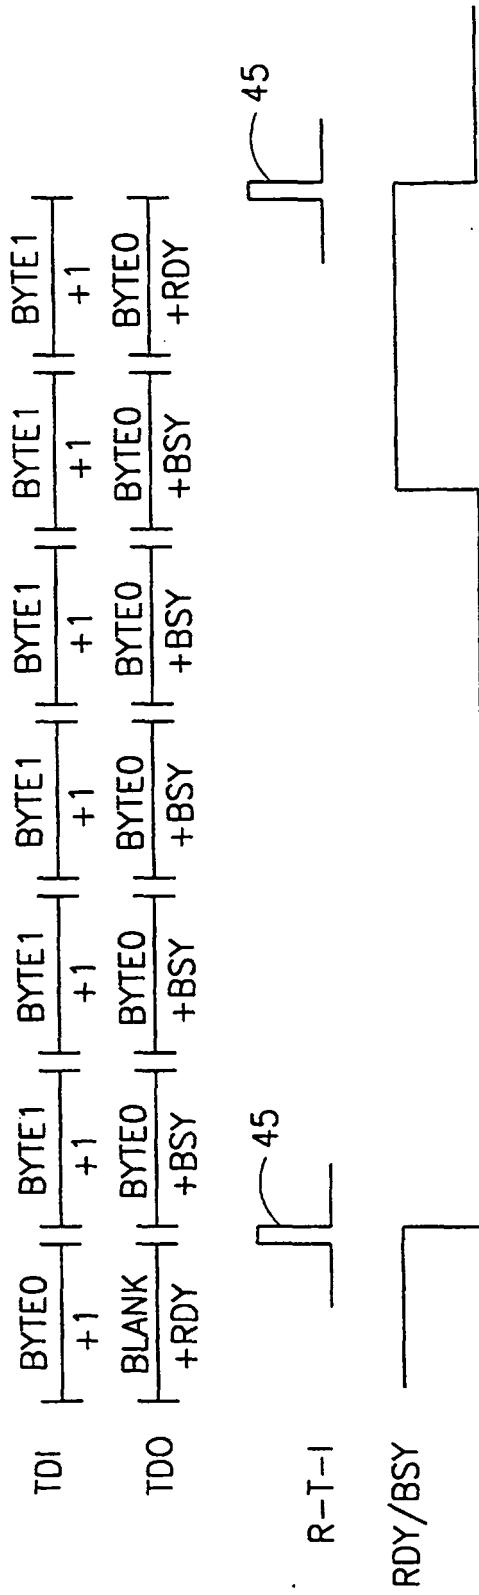 TDI BYTE0 BYTE1 BYTE1 BYTE1 BYTE1 BYTE1 BYTE1
+1 +1 +1 +1 +1 +1 +1
TDO BLANK BYTE0 BYTE0 BYTE0 BYTE0 BYTE0 BYTE0
+RDY +BSY +BSY +BSY +BSY +BSY +RDY
R-T-I 45 45
RDY/BSY